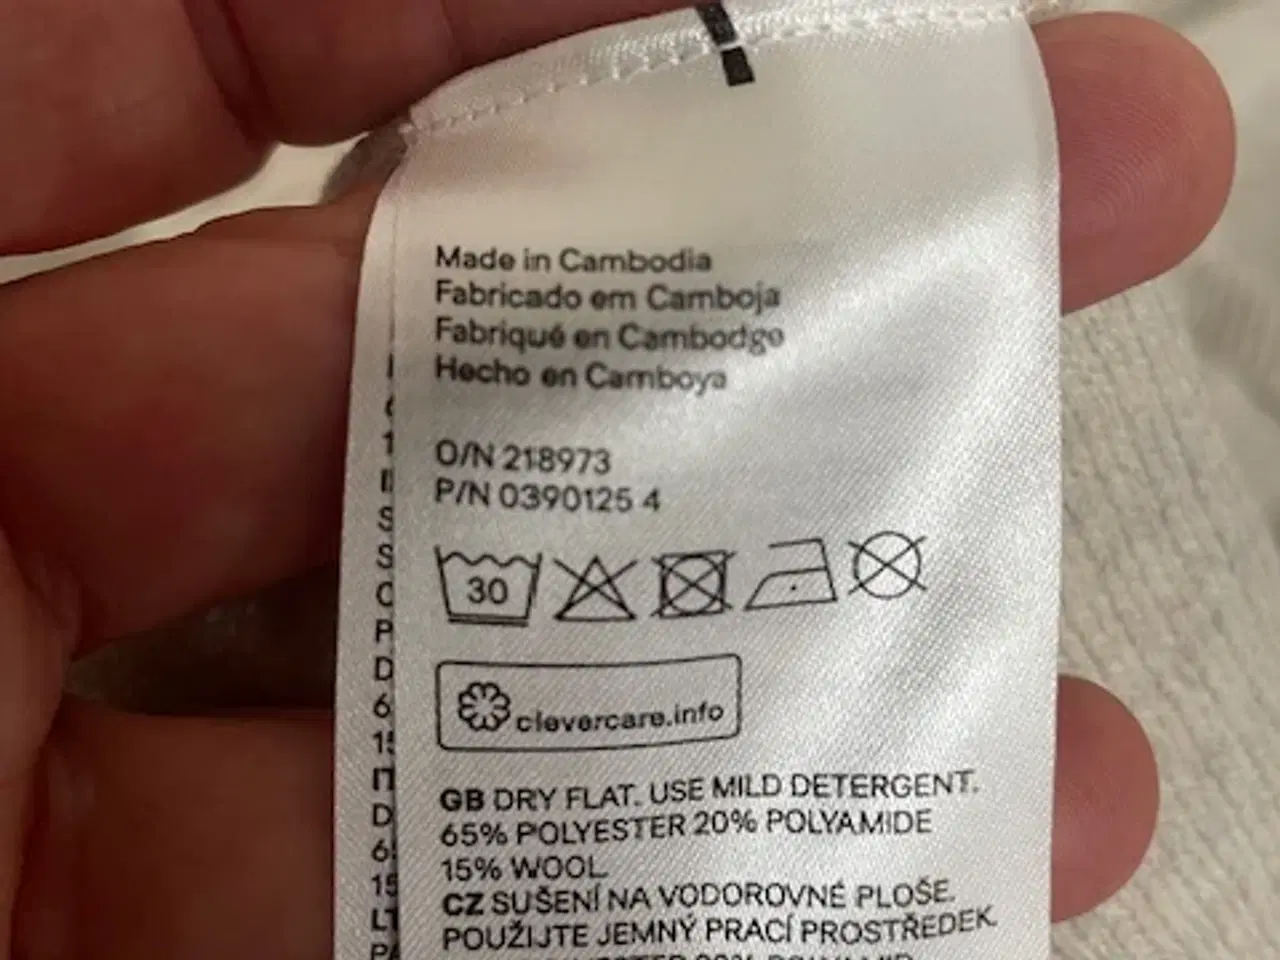 Made in Cambodia
Fabricado em Camboja
Fabriqué en Cambodge
Hecho en Camboya
O/N 218973
P/N 0390125 4
30
clevercare.info
GB DRY FLAT. USE MILD DETERGENT.
65% POLYESTER 20% POLYAMIDE
15% WOOL
CZ SUŠENÍ NA VODOROVNÉ PLOŠE.
POUŽIJTE JEMNÝ PRACÍ PROSTŘEDEK.